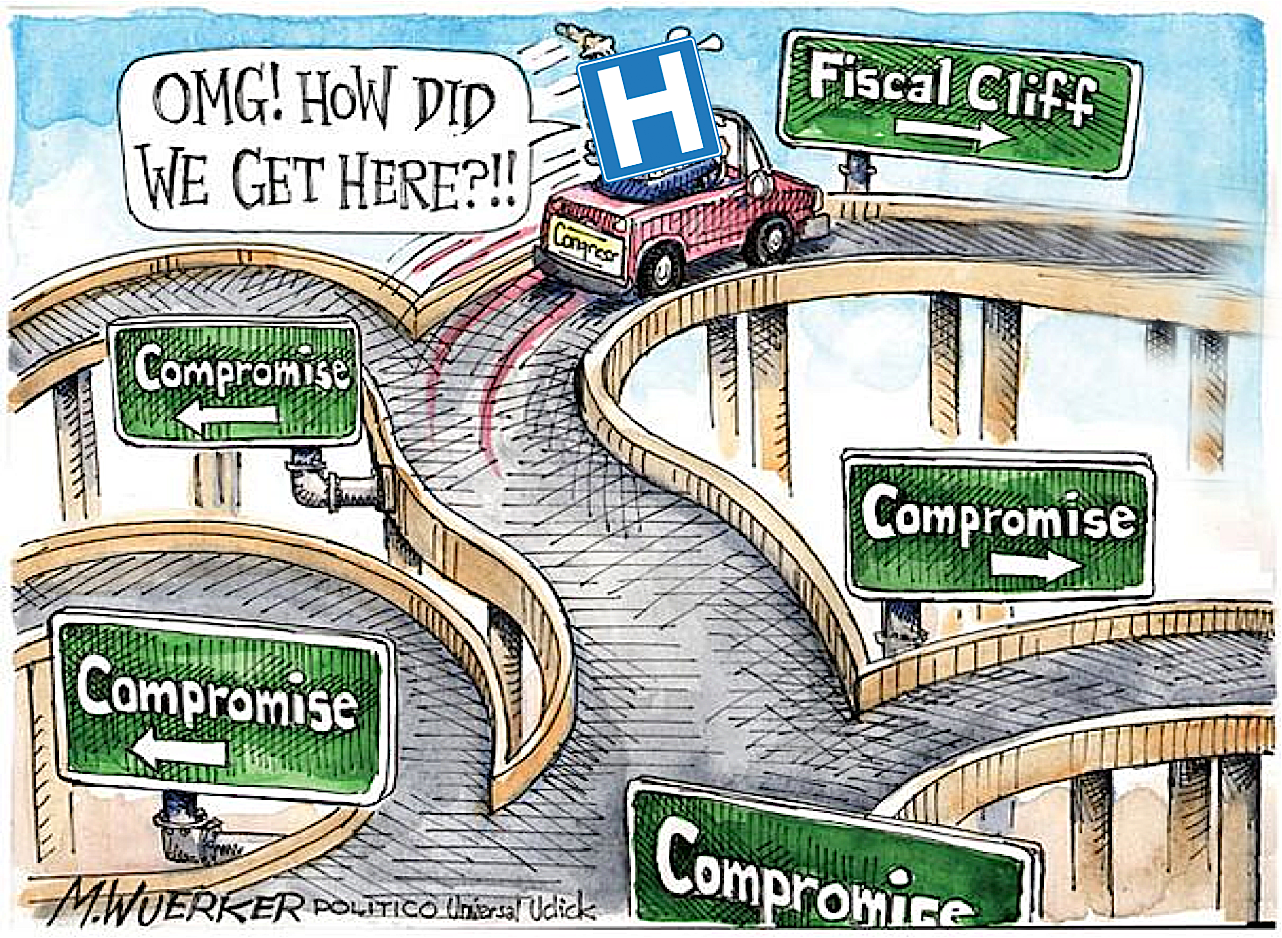 OMG! HOW DID
WE GET HERE?!!
H
Fiscal Cliff
Congress
Compromise
Compromise
Compromise
Compromise
M.WUERKER POLITICO Universal Uclick